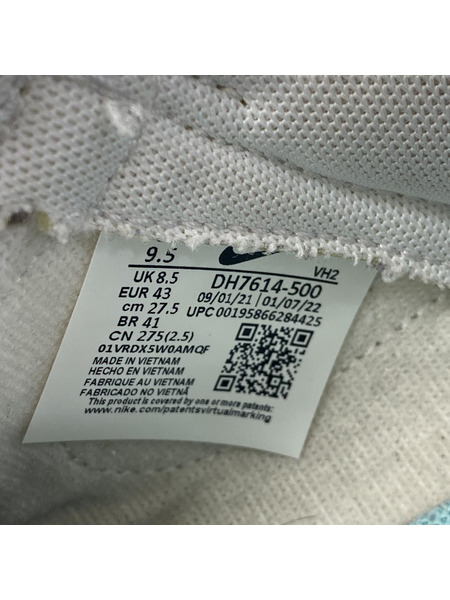 9.5 VH2
UK 8.5 DH7614-500
EUR 43 09/01/21 01/07/22
cm 27.5 UPC 00195866284425
BR 41
CN 275(2.5)
01VRDX5W0AMQF
MADE IN VIETNAM
HECHO EN VIETNAM
FABRIQUE AU VIETNAM
FABRICADO NO VIETNÃ
This product is covered by one or more patents:
www.nike.com/patentsvirtualmarking